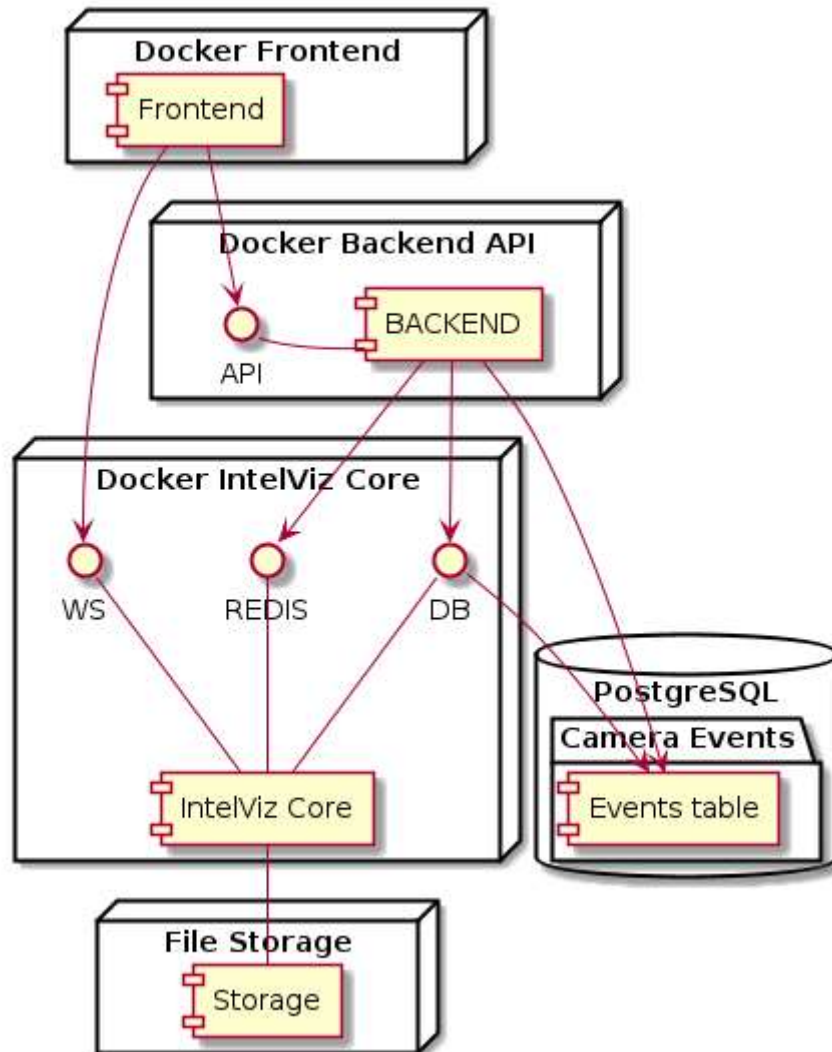 Docker Frontend
Frontend
Docker Backend API
BACKEND
API
Docker IntelViz Core
WS
REDIS
DB
PostgreSQL
Camera Events
IntelViz Core
Events table
File Storage
Storage